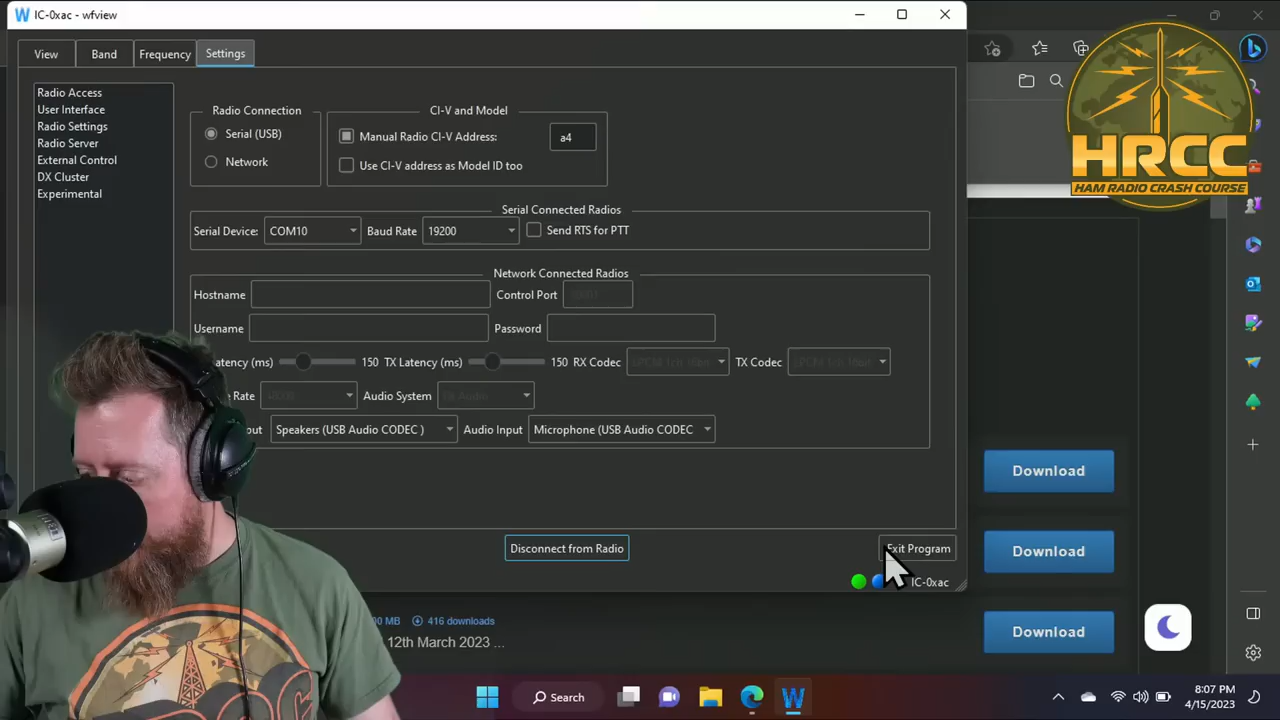 IC-0xac - wfview
View Band Frequency Settings
Radio Access
User Interface
Radio Settings
Radio Server
External Control
DX Cluster
Experimental
Radio Connection
Serial (USB)
Network
CI-V and Model
Manual Radio CI-V Address: a4
Use CI-V address as Model ID too
Serial Connected Radios
Serial Device: COM10 Baud Rate 19200 Send RTS for PTT
Network Connected Radios
Hostname Control Port
Username Password
(ms) 150 TX Latency (ms) 150 RX Codec TX Codec
Rate Audio System
Speakers (USB Audio CODEC ) Audio Input Microphone (USB Audio CODEC
Disconnect from Radio
Exit Program
IC-0xac
HRCC
HAM RADIO CRASH COURSE
Download
Download
Download
MB 416 downloads
12th March 2023 ...
Search
8:07 PM
4/15/2023